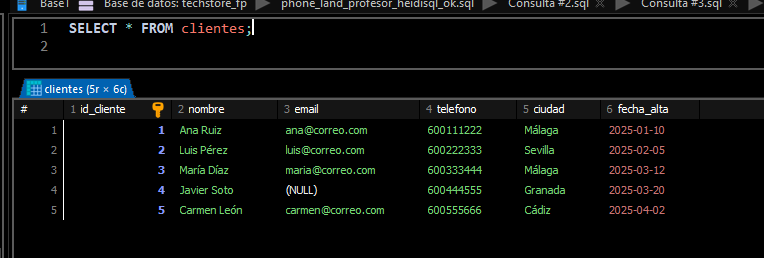 Base1 Base de datos: techstore_fp phone_land_profesor_heidisql_ok.sql Consulta #2.sql Consulta #3.sql
1 SELECT * FROM clientes;
2
clientes (5r × 6c)
# 1 id_cliente 2 nombre 3 email 4 telefono 5 ciudad 6 fecha_alta
1 1 Ana Ruiz ana@correo.com 600111222 Málaga 2025-01-10
2 2 Luis Pérez luis@correo.com 600222333 Sevilla 2025-02-05
3 3 María Díaz maria@correo.com 600333444 Málaga 2025-03-12
4 4 Javier Soto (NULL) 600444555 Granada 2025-03-20
5 5 Carmen León carmen@correo.com 600555666 Cádiz 2025-04-02